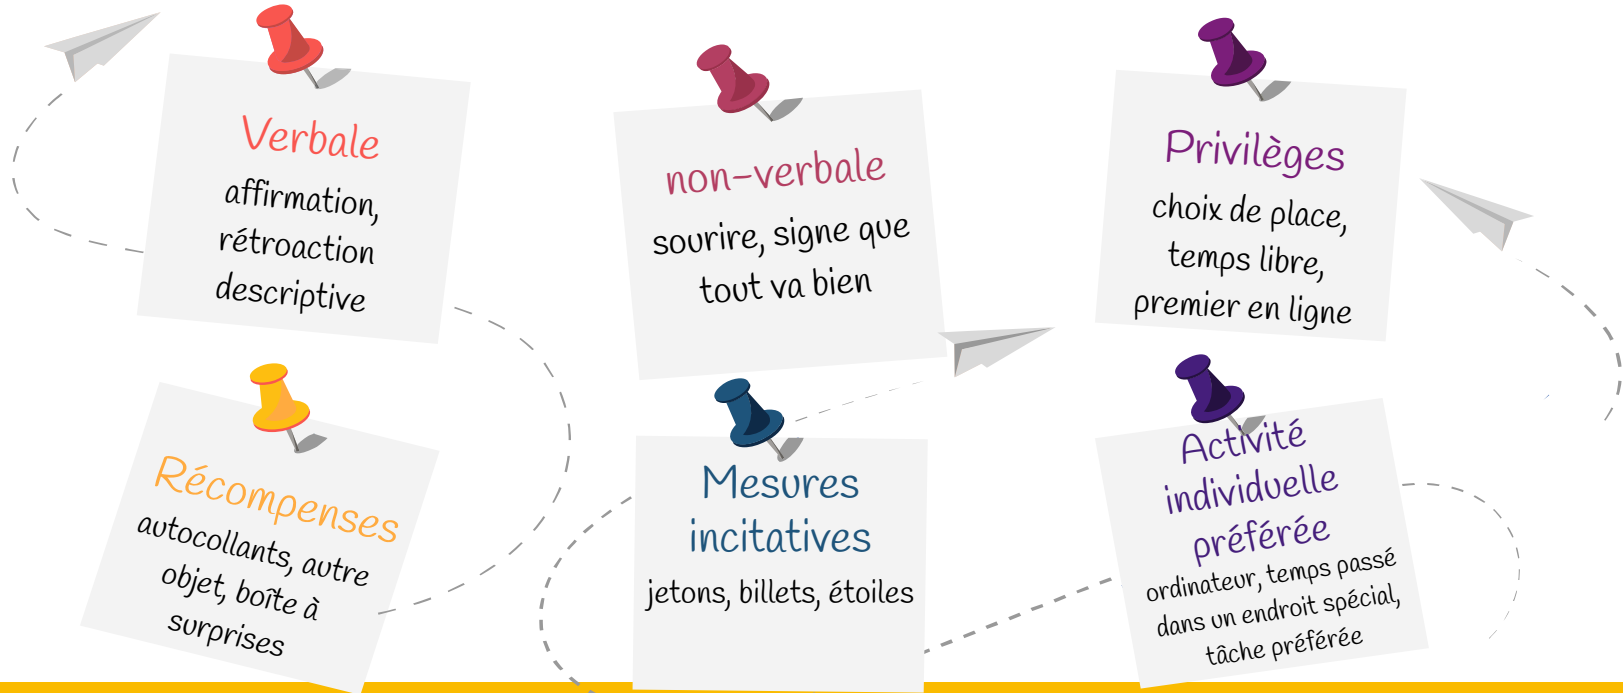 Verbale
affirmation,
rétroaction
descriptive
non-verbale
sourire, signe que
tout va bien
Privilèges
choix de place,
temps libre,
premier en ligne
Récompenses
autocollants, autre
objet, boîte à
surprises
Mesures
incitatives
jetons, billets, étoiles
Activité
individuelle
préférée
ordinateur, temps passé
dans un endroit spécial,
tâche préférée